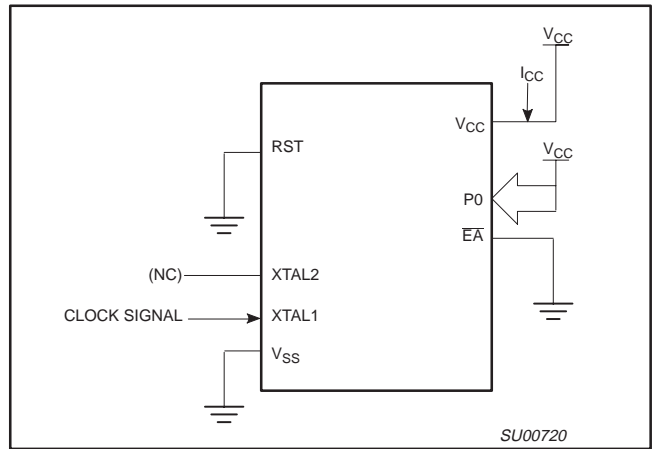 VCC
ICC
VCC
RST
VCC
P0
EA
(NC)
XTAL2
CLOCK SIGNAL
XTAL1
VSS
SU00720